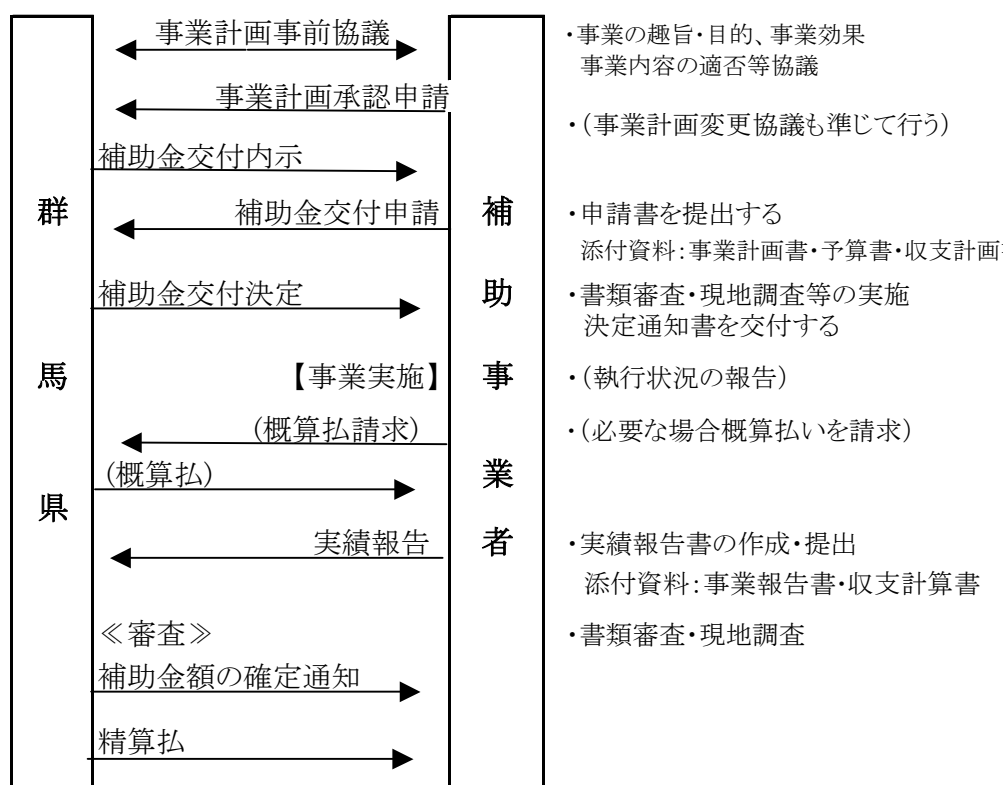 事業計画事前協議
・事業の趣旨・目的、事業効果
事業内容の適否等協議
事業計画承認申請
・(事業計画変更協議も準じて行う)
補助金交付内示
群馬県
補助事業者
補助金交付申請
・申請書を提出する
添付資料:事業計画書・予算書・収支計画
補助金交付決定
・書類審査・現地調査等の実施
決定通知書を交付する
【事業実施】
・(執行状況の報告)
(概算払請求)
・(必要な場合概算払いを請求)
(概算払)
実績報告
・実績報告書の作成・提出
添付資料:事業報告書・収支計算書
≪審査≫
・書類審査・現地調査
補助金額の確定通知
精算払